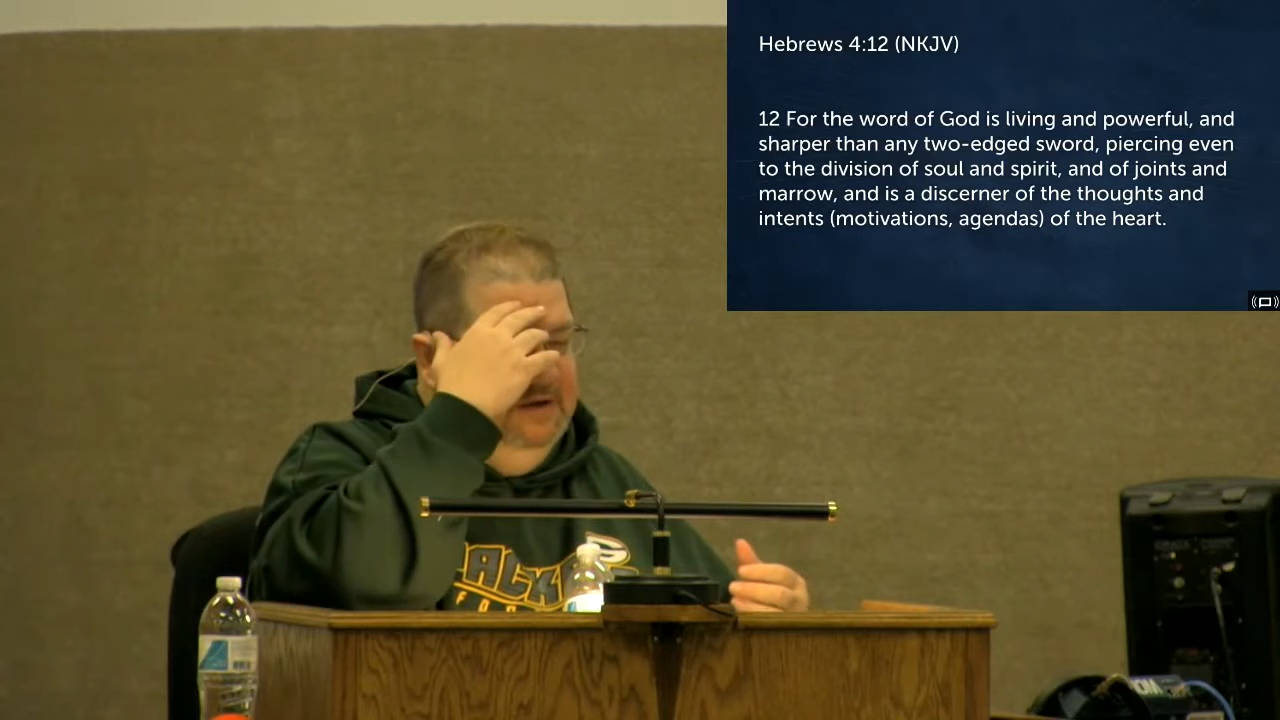 Hebrews 4:12 (NKJV)
12 For the word of God is living and powerful, and
sharper than any two-edged sword, piercing even
to the division of soul and spirit, and of joints and
marrow, and is a discerner of the thoughts and
intents (motivations, agendas) of the heart.